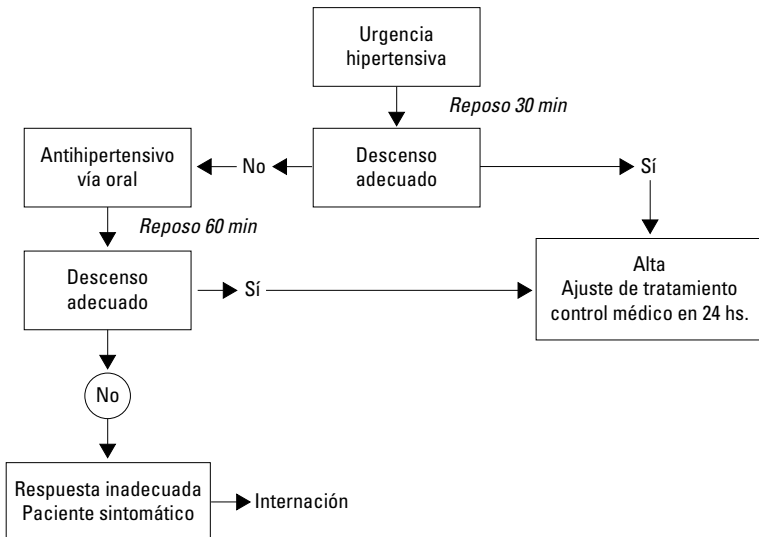 Urgencia
hipertensiva
Reposo 30 min
Antihipertensivo
vía oral
No
Descenso
adecuado
Sí
Reposo 60 min
Descenso
adecuado
Sí
Alta
Ajuste de tratamiento
control médico en 24 hs.
No
Respuesta inadecuada
Paciente sintomático
Internación